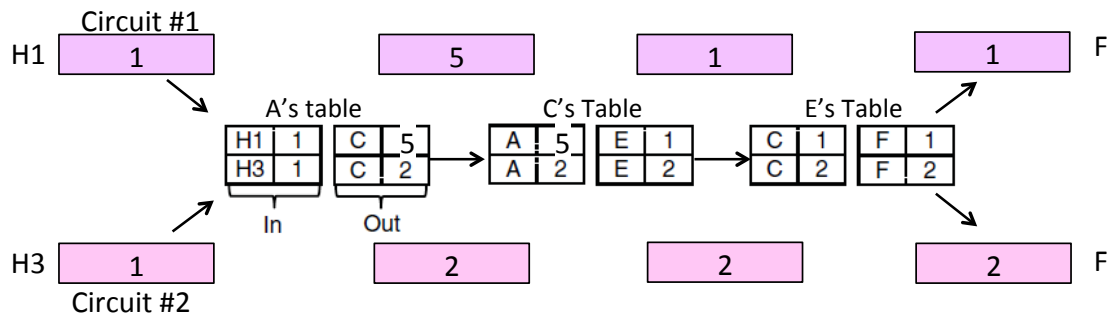 Circuit #1
H1 1 5 1 1 F
A's table C's Table E's Table
H1 1 C 5 A 5 E 1 C 1 F 1
H3 1 C 2 A 2 E 2 C 2 F 2
In Out
H3 1 2 2 2 F
Circuit #2